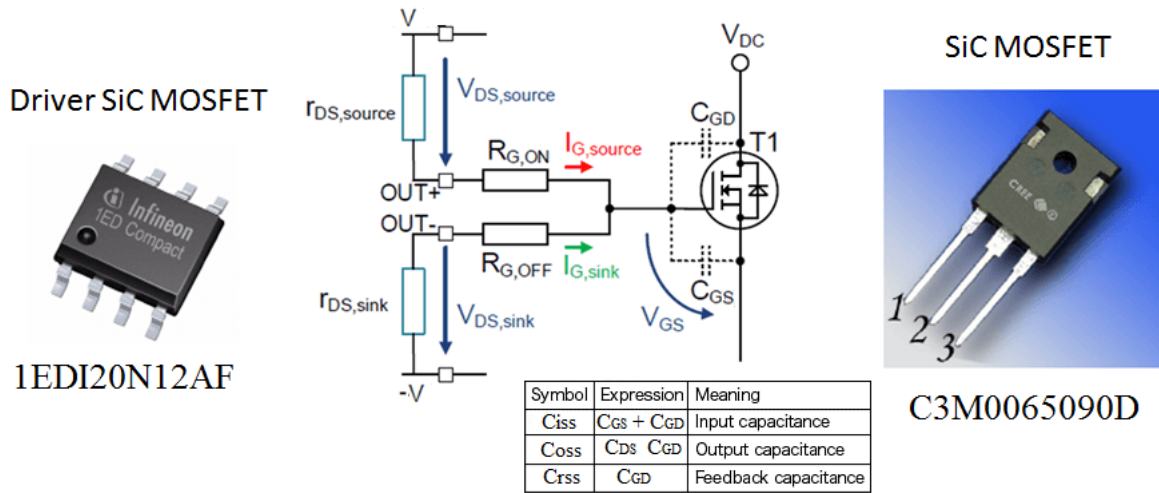 Driver SiC MOSFET
Infineon
1ED Compact
1EDI20N12AF
V
VDS,source
rDS,source
RG,ON
IG,source
OUT+
OUT-
RG,OFF
IG,sink
rDS,sink
VDS,sink
-V
VDC
CGD
T1
CGS
VGS
Symbol Expression Meaning
Ciss CGS + CGD Input capacitance
Coss CDS CGD Output capacitance
Crss CGD Feedback capacitance
SiC MOSFET
CREE
1
2
3
C3M0065090D